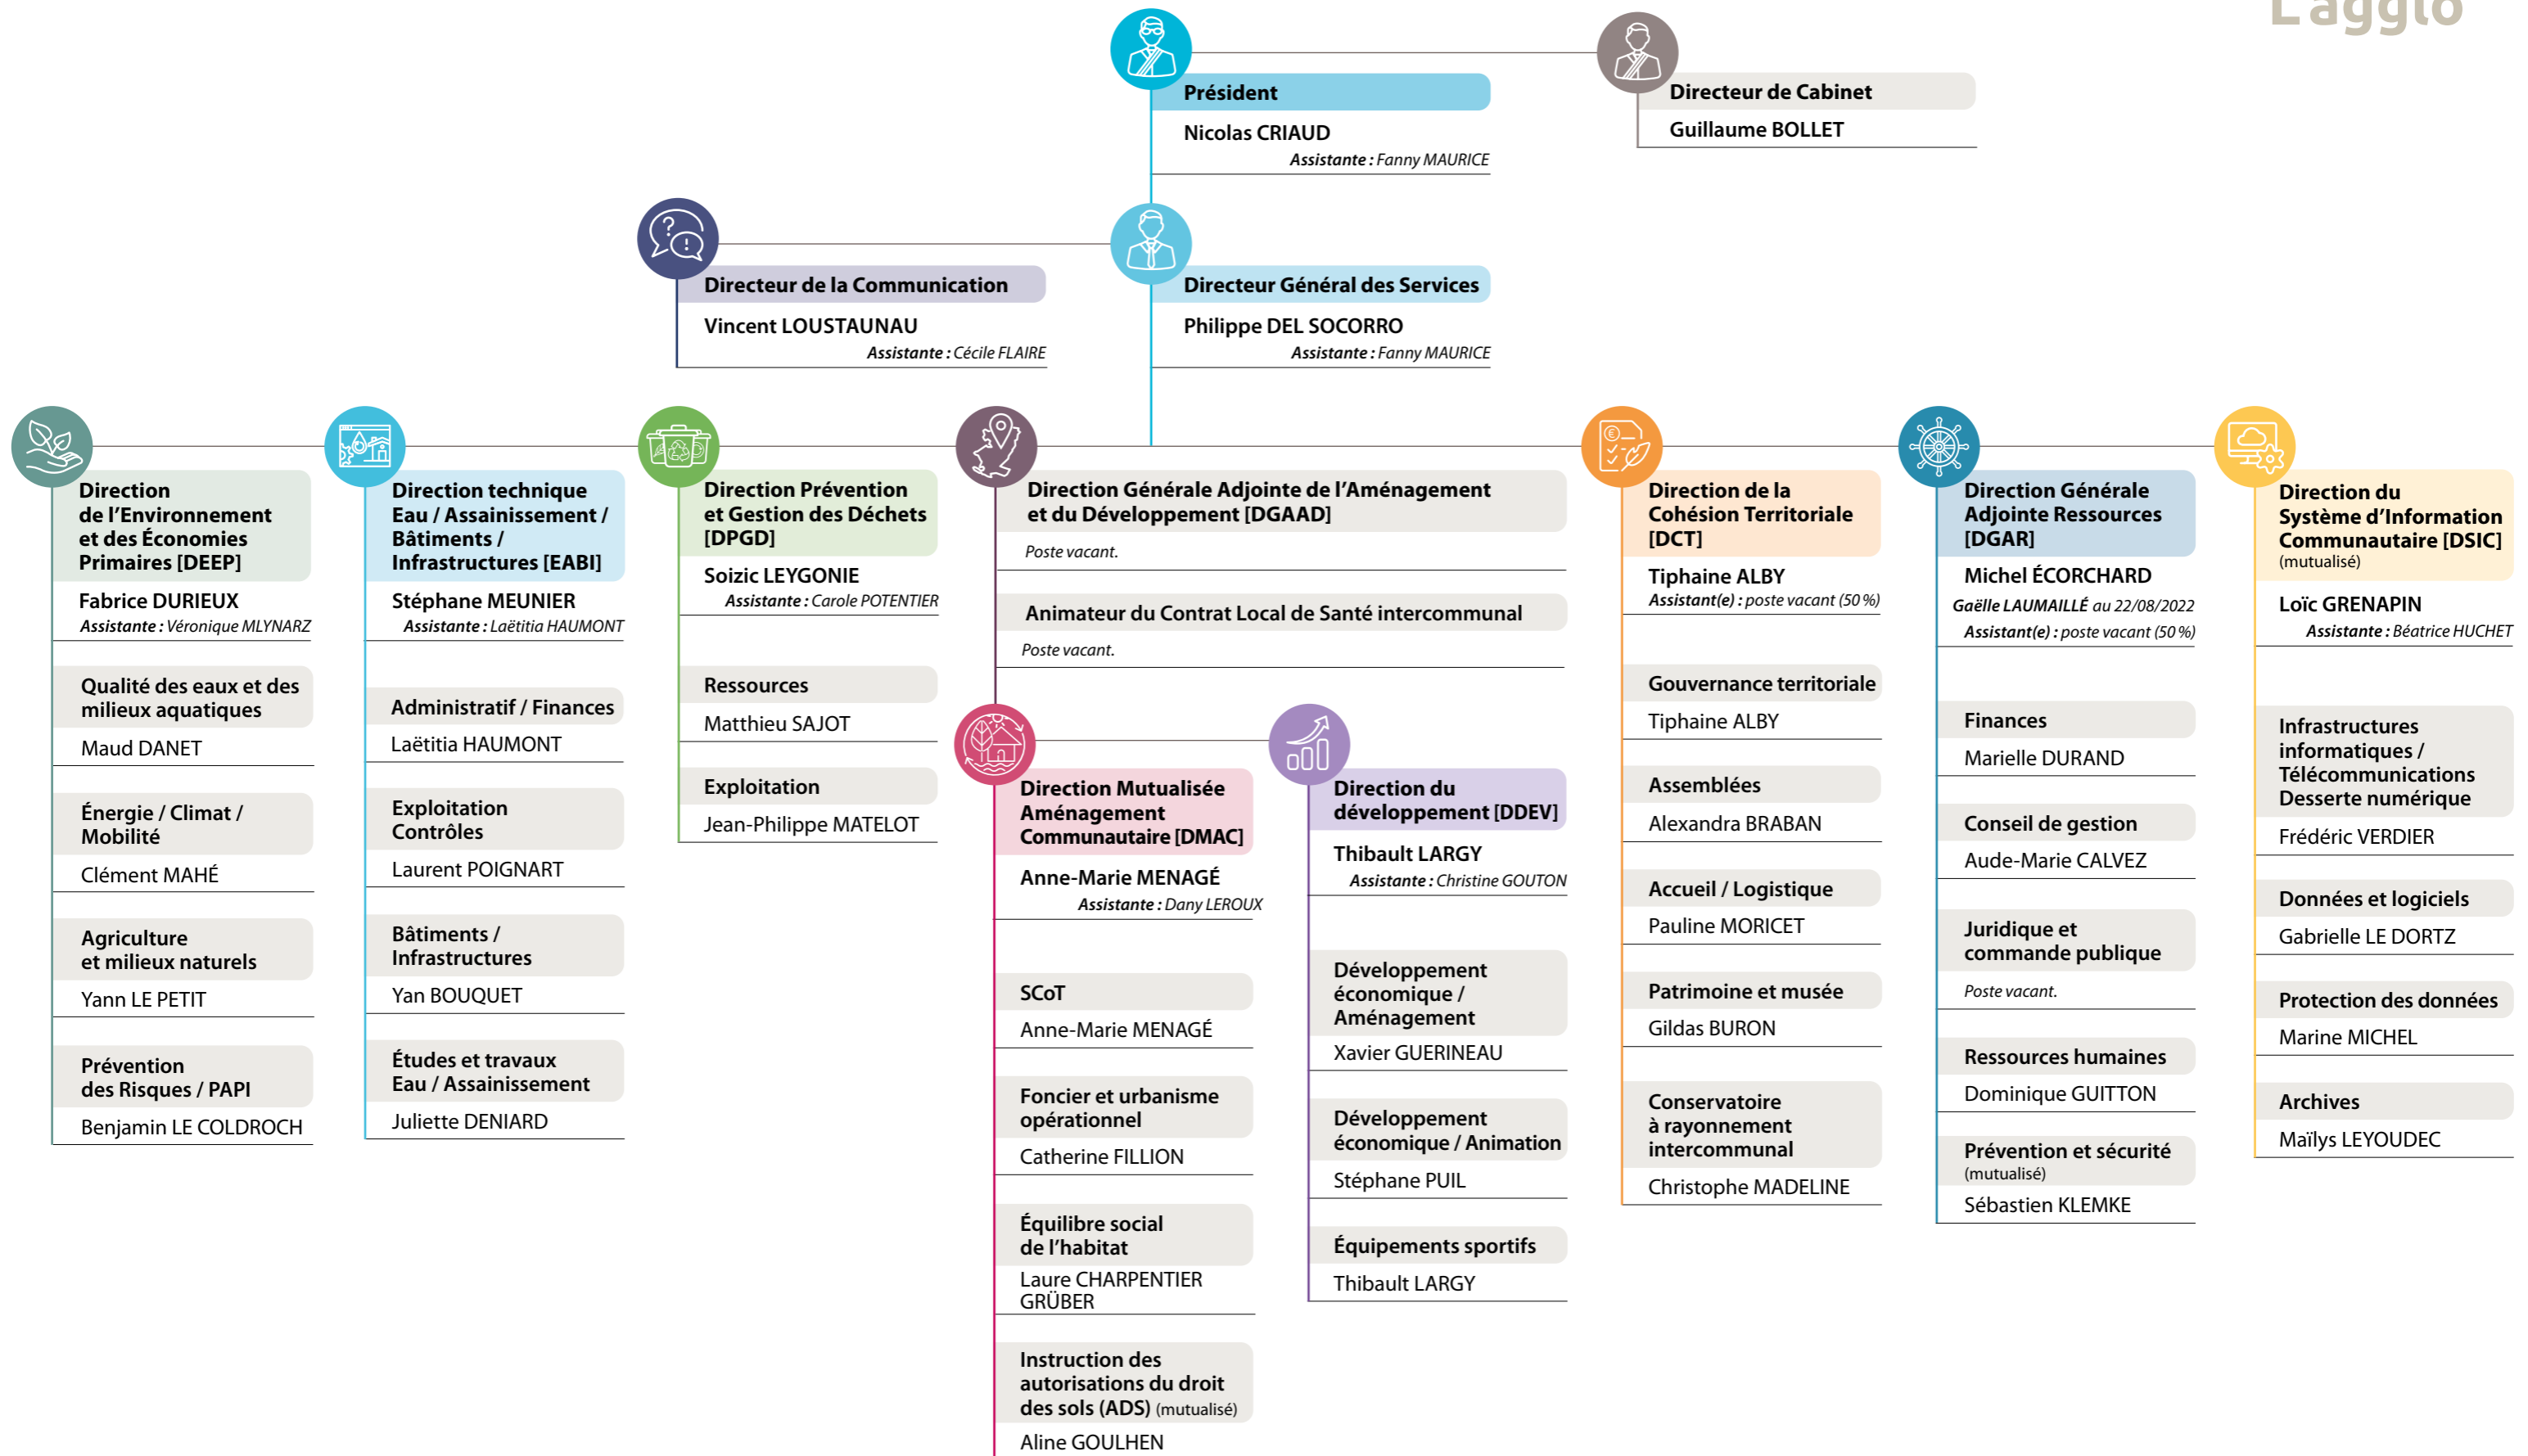 L'agglo
Président
Nicolas CRIAUD
Assistante : Fanny MAURICE
Directeur de Cabinet
Guillaume BOLLET
? !
Directeur de la Communication
Vincent LOUSTAUNAU
Assistante : Cécile FLAIRE
Directeur Général des Services
Philippe DEL SOCORRO
Assistante : Fanny MAURICE
Direction
de l'Environnement
et des Économies
Primaires [DEEP]
Fabrice DURIEUX
Assistante : Véronique MLYNARZ
Qualité des eaux et des
milieux aquatiques
Maud DANET
Énergie / Climat /
Mobilité
Clément MAHÉ
Agriculture
et milieux naturels
Yann LE PETIT
Prévention
des Risques / PAPI
Benjamin LE COLDROCH
Direction technique
Eau / Assainissement /
Bâtiments /
Infrastructures [EABI]
Stéphane MEUNIER
Assistante : Laëtitia HAUMONT
Administratif / Finances
Laëtitia HAUMONT
Exploitation
Contrôles
Laurent POIGNART
Bâtiments /
Infrastructures
Yan BOUQUET
Études et travaux
Eau / Assainissement
Juliette DENIARD
Direction Prévention
et Gestion des Déchets
[DPGD]
Soizic LEYGONIE
Assistante : Carole POTENTIER
Ressources
Matthieu SAJOT
Exploitation
Jean-Philippe MATELOT
Direction Générale Adjointe de l'Aménagement
et du Développement [DGAAD]
Poste vacant.
Animateur du Contrat Local de Santé intercommunal
Poste vacant.
Direction Mutualisée
Aménagement
Communautaire [DMAC]
Anne-Marie MENAGÉ
Assistante : Dany LEROUX
SCoT
Anne-Marie MENAGÉ
Foncier et urbanisme
opérationnel
Catherine FILLION
Équilibre social
de l'habitat
Laure CHARPENTIER
GRÜBER
Instruction des
autorisations du droit
des sols (ADS) (mutualisé)
Aline GOULHEN
Direction du
développement [DDEV]
Thibault LARGY
Assistante : Christine GOUTON
Développement
économique /
Aménagement
Xavier GUERINEAU
Développement
économique / Animation
Stéphane PUIL
Équipements sportifs
Thibault LARGY
€
Direction de la
Cohésion Territoriale
[DCT]
Tiphaine ALBY
Assistant(e) : poste vacant (50 %)
Gouvernance territoriale
Tiphaine ALBY
Assemblées
Alexandra BRABAN
Accueil / Logistique
Pauline MORICET
Patrimoine et musée
Gildas BURON
Conservatoire
à rayonnement
intercommunal
Christophe MADELINE
Direction Générale
Adjointe Ressources
[DGAR]
Michel ÉCORCHARD
Gaëlle LAUMAILLÉ au 22/08/2022
Assistant(e) : poste vacant (50 %)
Finances
Marielle DURAND
Conseil de gestion
Aude-Marie CALVEZ
Juridique et
commande publique
Poste vacant.
Ressources humaines
Dominique GUITTON
Prévention et sécurité
(mutualisé)
Sébastien KLEMKE
Direction du
Système d'Information
Communautaire [DSIC]
(mutualisé)
Loïc GRENAPIN
Assistante : Béatrice HUCHET
Infrastructures
informatiques /
Télécommunications
Desserte numérique
Frédéric VERDIER
Données et logiciels
Gabrielle LE DORTZ
Protection des données
Marine MICHEL
Archives
Maïlys LEYOUDEC